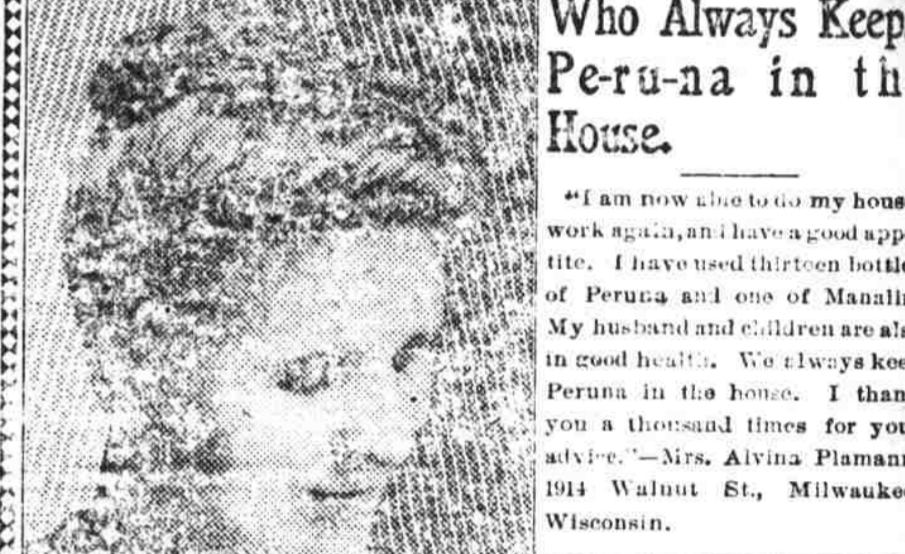 Who Always Keep
Pe-ru-na in th
House.
"I am now able to do my hous
work again, and have a good app
tite. I have used thirteen bottle
of Peruna and one of Manalin
My husband and children are als
in good health. We always kee
Peruna in the house. I than
you a thousand times for you
advice."—Mrs. Alvina Plamann
1914 Walnut St., Milwaukee
Wisconsin.